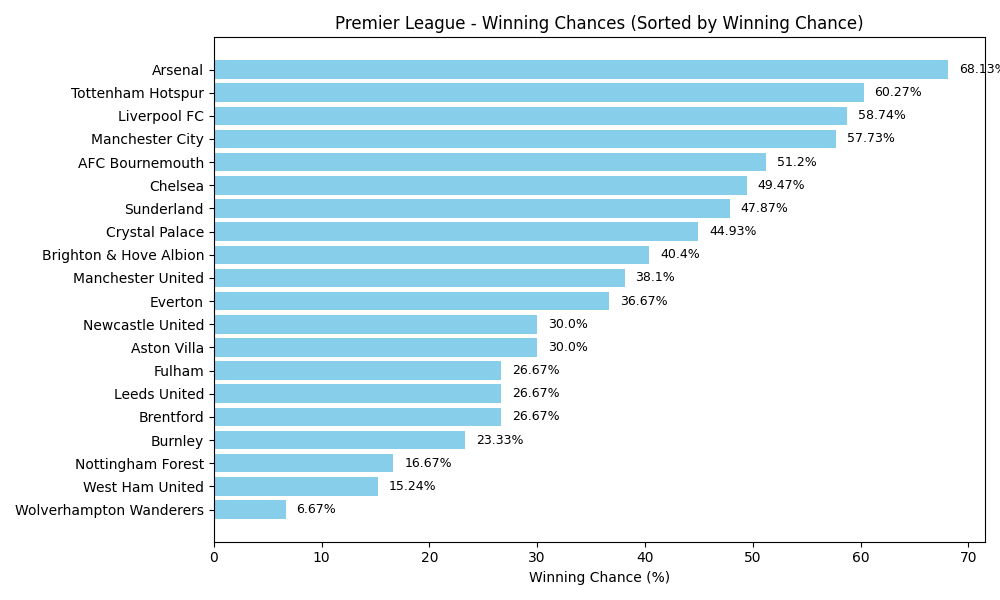 Premier League - Winning Chances (Sorted by Winning Chance)
Arsenal 68.13%
Tottenham Hotspur 60.27%
Liverpool FC 58.74%
Manchester City 57.73%
AFC Bournemouth 51.2%
Chelsea 49.47%
Sunderland 47.87%
Crystal Palace 44.93%
Brighton & Hove Albion 40.4%
Manchester United 38.1%
Everton 36.67%
Newcastle United 30.0%
Aston Villa 30.0%
Fulham 26.67%
Leeds United 26.67%
Brentford 26.67%
Burnley 23.33%
Nottingham Forest 16.67%
West Ham United 15.24%
Wolverhampton Wanderers 6.67%
0 10 20 30 40 50 60 70
Winning Chance (%)